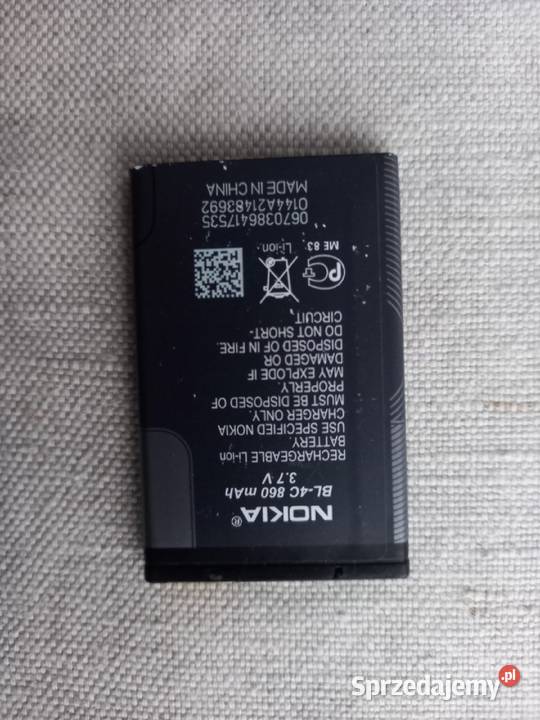 NOKIA®
BL-4C 860 mAh
3.7 V
RECHARGEABLE Li-ion
BATTERY.
USE SPECIFIED NOKIA
CHARGER ONLY.
MUST BE DISPOSED OF
PROPERLY.
MAY EXPLODE IF
DAMAGED OR
DISPOSED OF IN FIRE.
DO NOT SHORT-
CIRCUIT.
Li-ion
ME 83
0670386417535
0144A21483692
MADE IN CHINA
Sprzedajemy.pl